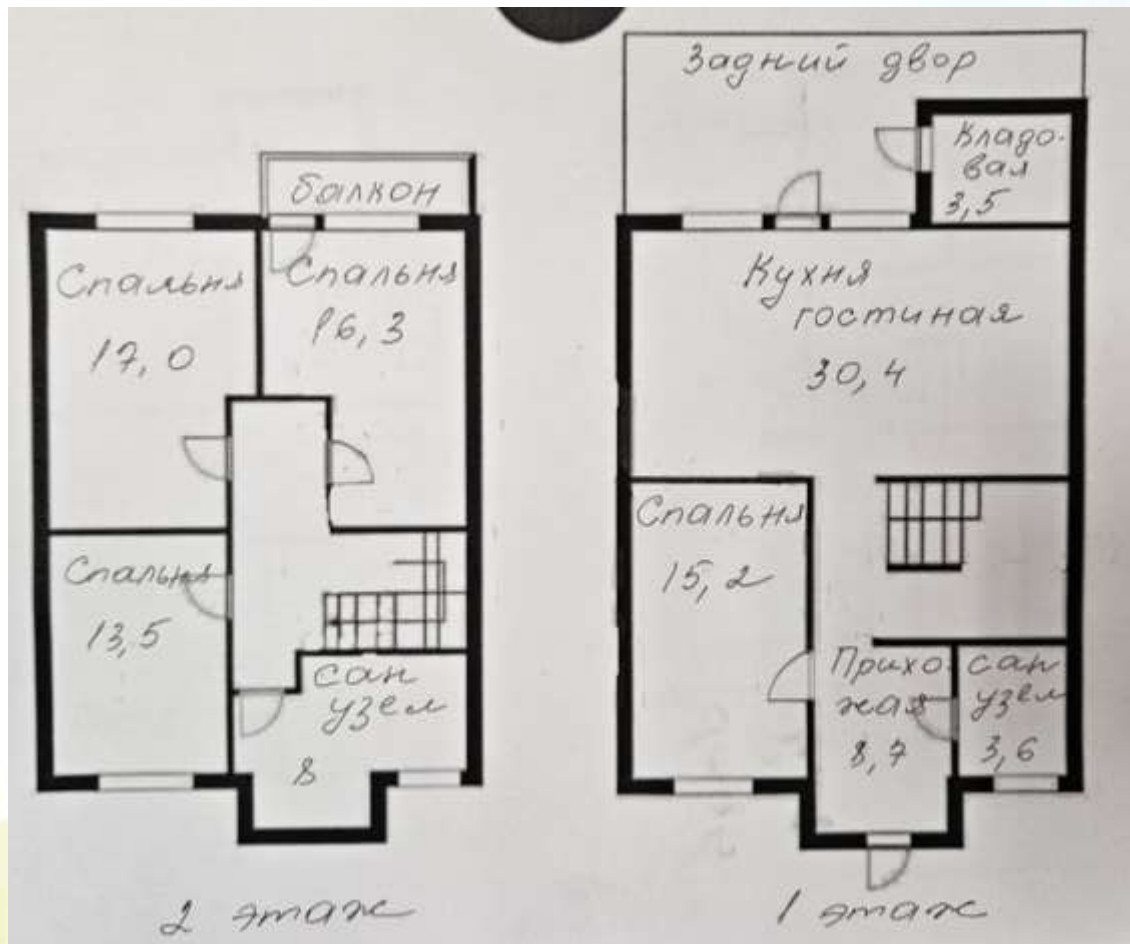 Балкон
Спальня
17,0
Спальня
16,3
Спальня
13,5
сан
узел
8
2 этаж
Задний двор
Кладо-
вая
3,5
Кухня
гостиная
30,4
Спальня
15,2
Прихо-
жая
8,7
сан
узел
3,6
1 этаж